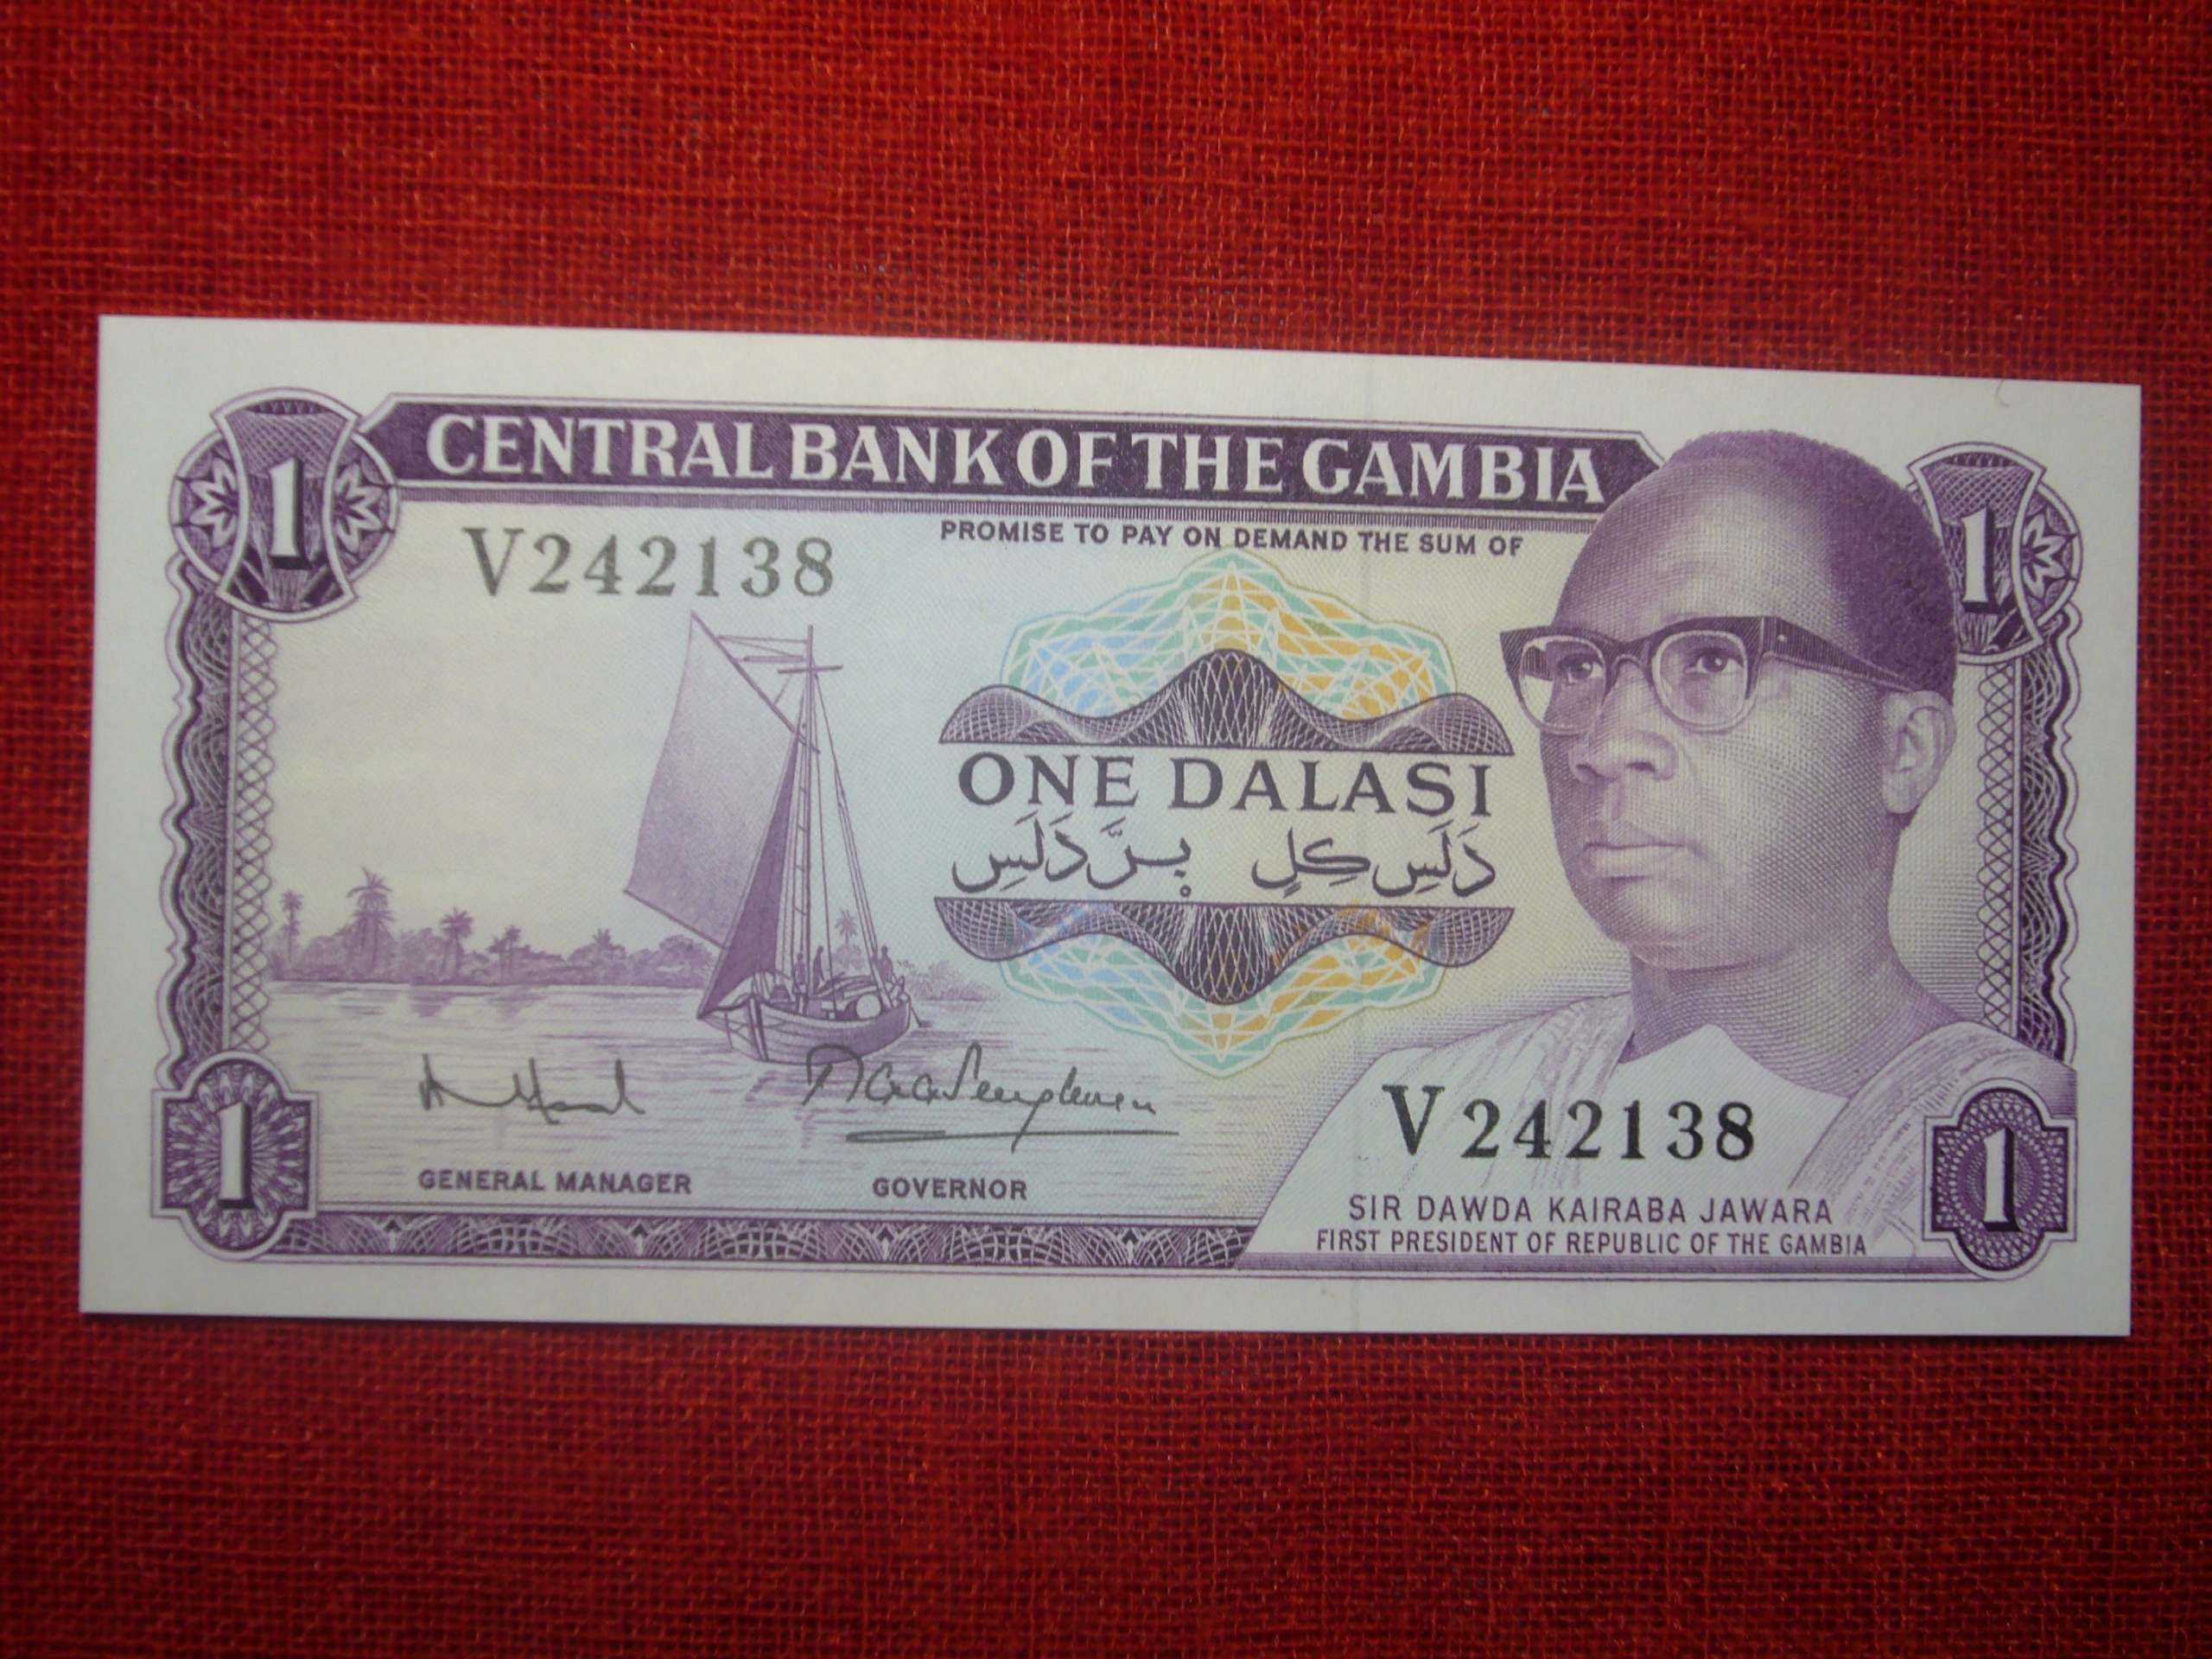 1
CENTRAL BANK OF THE GAMBIA
1
V242138
PROMISE TO PAY ON DEMAND THE SUM OF
ONE DALASI
دَلَسِ كِلٍ بࣺرَّ دَلَسِ
GENERAL MANAGER
GOVERNOR
V242138
SIR DAWDA KAIRABA JAWARA
FIRST PRESIDENT OF REPUBLIC OF THE GAMBIA
1
1